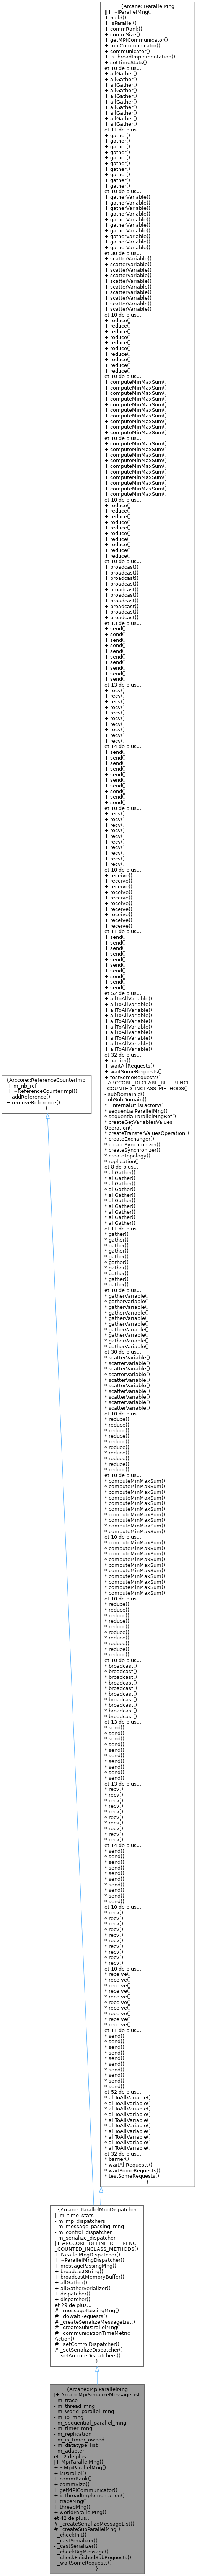 {Arcane::IParallelMng
||+ ~IParallelMng()
+ build()
+ isParallel()
+ commRank()
+ commSize()
+ getMPICommunicator()
+ mpiCommunicator()
+ communicator()
+ isThreadImplementation()
+ setTimeStats()
et 10 de plus...
+ allGather()
+ allGather()
+ allGather()
+ allGather()
+ allGather()
+ allGather()
+ allGather()
+ allGather()
+ allGather()
+ allGather()
et 11 de plus...
+ gather()
+ gather()
+ gather()
+ gather()
+ gather()
+ gather()
+ gather()
+ gather()
+ gather()
+ gather()
et 10 de plus...
+ gatherVariable()
+ gatherVariable()
+ gatherVariable()
+ gatherVariable()
+ gatherVariable()
+ gatherVariable()
+ gatherVariable()
+ gatherVariable()
+ gatherVariable()
+ gatherVariable()
et 30 de plus...
+ scatterVariable()
+ scatterVariable()
+ scatterVariable()
+ scatterVariable()
+ scatterVariable()
+ scatterVariable()
+ scatterVariable()
+ scatterVariable()
+ scatterVariable()
+ scatterVariable()
et 10 de plus...
+ reduce()
+ reduce()
+ reduce()
+ reduce()
+ reduce()
+ reduce()
+ reduce()
+ reduce()
+ reduce()
+ reduce()
et 10 de plus...
+ computeMinMaxSum()
+ computeMinMaxSum()
+ computeMinMaxSum()
+ computeMinMaxSum()
+ computeMinMaxSum()
+ computeMinMaxSum()
+ computeMinMaxSum()
+ computeMinMaxSum()
+ computeMinMaxSum()
+ computeMinMaxSum()
et 10 de plus...
+ computeMinMaxSum()
+ computeMinMaxSum()
+ computeMinMaxSum()
+ computeMinMaxSum()
+ computeMinMaxSum()
+ computeMinMaxSum()
+ computeMinMaxSum()
+ computeMinMaxSum()
+ computeMinMaxSum()
+ computeMinMaxSum()
et 10 de plus...
+ reduce()
+ reduce()
+ reduce()
+ reduce()
+ reduce()
+ reduce()
+ reduce()
+ reduce()
+ reduce()
+ reduce()
et 10 de plus...
+ broadcast()
+ broadcast()
+ broadcast()
+ broadcast()
+ broadcast()
+ broadcast()
+ broadcast()
+ broadcast()
+ broadcast()
+ broadcast()
et 13 de plus...
+ send()
+ send()
+ send()
+ send()
+ send()
+ send()
+ send()
+ send()
+ send()
+ send()
et 13 de plus...
+ recv()
+ recv()
+ recv()
+ recv()
+ recv()
+ recv()
+ recv()
+ recv()
+ recv()
+ recv()
et 14 de plus...
+ send()
+ send()
+ send()
+ send()
+ send()
+ send()
+ send()
+ send()
+ send()
+ send()
et 10 de plus...
+ recv()
+ recv()
+ recv()
+ recv()
+ recv()
+ recv()
+ recv()
+ recv()
+ recv()
+ recv()
et 10 de plus...
+ receive()
+ receive()
+ receive()
+ receive()
+ receive()
+ receive()
+ receive()
+ receive()
+ receive()
+ receive()
et 11 de plus...
+ send()
+ send()
+ send()
+ send()
+ send()
+ send()
+ send()
+ send()
+ send()
+ send()
et 52 de plus...
+ allToAllVariable()
+ allToAllVariable()
+ allToAllVariable()
+ allToAllVariable()
+ allToAllVariable()
+ allToAllVariable()
+ allToAllVariable()
+ allToAllVariable()
+ allToAllVariable()
+ allToAllVariable()
et 32 de plus...
+ barrier()
+ waitAllRequests()
+ waitSomeRequests()
+ testSomeRequests()
- ARCCORE_DECLARE_REFERENCE
_COUNTED_INCLASS_METHODS()
- subDomainId()
- nbSubDomain()
* _internalUtilsFactory()
* sequentialParallelMng()
* sequentialParallelMngRef()
* createGetVariablesValues
Operation()
* createTransferValuesOperation()
* createExchanger()
* createSynchronizer()
* createSynchronizer()
* createTopology()
* replication()
et 8 de plus...
* allGather()
* allGather()
* allGather()
* allGather()
* allGather()
* allGather()
* allGather()
* allGather()
* allGather()
* allGather()
et 11 de plus...
* gather()
* gather()
* gather()
* gather()
* gather()
* gather()
* gather()
* gather()
* gather()
* gather()
et 10 de plus...
* gatherVariable()
* gatherVariable()
* gatherVariable()
* gatherVariable()
* gatherVariable()
* gatherVariable()
* gatherVariable()
* gatherVariable()
* gatherVariable()
* gatherVariable()
et 30 de plus...
* scatterVariable()
* scatterVariable()
* scatterVariable()
* scatterVariable()
* scatterVariable()
* scatterVariable()
* scatterVariable()
* scatterVariable()
* scatterVariable()
* scatterVariable()
et 10 de plus...
* reduce()
* reduce()
* reduce()
* reduce()
* reduce()
* reduce()
* reduce()
* reduce()
* reduce()
* reduce()
et 10 de plus...
* computeMinMaxSum()
* computeMinMaxSum()
* computeMinMaxSum()
* computeMinMaxSum()
* computeMinMaxSum()
* computeMinMaxSum()
* computeMinMaxSum()
* computeMinMaxSum()
* computeMinMaxSum()
* computeMinMaxSum()
et 10 de plus...
* computeMinMaxSum()
* computeMinMaxSum()
* computeMinMaxSum()
* computeMinMaxSum()
* computeMinMaxSum()
* computeMinMaxSum()
* computeMinMaxSum()
* computeMinMaxSum()
* computeMinMaxSum()
* computeMinMaxSum()
et 10 de plus...
* reduce()
* reduce()
* reduce()
* reduce()
* reduce()
* reduce()
* reduce()
* reduce()
* reduce()
* reduce()
et 10 de plus...
* broadcast()
* broadcast()
* broadcast()
* broadcast()
* broadcast()
* broadcast()
* broadcast()
* broadcast()
* broadcast()
* broadcast()
et 13 de plus...
* send()
* send()
* send()
* send()
* send()
* send()
* send()
* send()
* send()
* send()
et 13 de plus...
* recv()
* recv()
* recv()
* recv()
* recv()
* recv()
* recv()
* recv()
* recv()
* recv()
et 14 de plus...
* send()
* send()
* send()
* send()
* send()
* send()
* send()
* send()
* send()
* send()
et 10 de plus...
* recv()
* recv()
* recv()
* recv()
* recv()
* recv()
* recv()
* recv()
* recv()
* recv()
et 10 de plus...
* receive()
* receive()
* receive()
* receive()
* receive()
* receive()
* receive()
* receive()
* receive()
* receive()
et 11 de plus...
* send()
* send()
* send()
* send()
* send()
* send()
* send()
* send()
* send()
* send()
et 52 de plus...
* allToAllVariable()
* allToAllVariable()
* allToAllVariable()
* allToAllVariable()
* allToAllVariable()
* allToAllVariable()
* allToAllVariable()
* allToAllVariable()
* allToAllVariable()
* allToAllVariable()
et 32 de plus...
* barrier()
* waitAllRequests()
* waitSomeRequests()
* testSomeRequests()
}
{Arccore::ReferenceCounterImpl
|+ m_nb_ref
|+ ~ReferenceCounterImpl()
+ addReference()
+ removeReference()
}
{Arcane::ParallelMngDispatcher
|- m_time_stats
- m_mp_dispatchers
- m_message_passing_mng
- m_control_dispatcher
- m_serialize_dispatcher
|+ ARCCORE_DEFINE_REFERENCE
_COUNTED_INCLASS_METHODS()
+ ParallelMngDispatcher()
+ ~ParallelMngDispatcher()
+ messagePassingMng()
+ broadcastString()
+ broadcastMemoryBuffer()
+ allGather()
+ allGatherSerializer()
+ dispatcher()
+ dispatcher()
et 29 de plus...
# _messagePassingMng()
# _doWaitRequests()
# _createSerializeMessageList()
# _createSubParallelMng()
# _communicationTimeMetric
Action()
# _setControlDispatcher()
# _setSerializeDispatcher()
- _setArccoreDispatchers()
}
{Arcane::MpiParallelMng
|+ ArcaneMpiSerializeMessageList
- m_trace
- m_thread_mng
- m_world_parallel_mng
- m_io_mng
- m_sequential_parallel_mng
- m_timer_mng
- m_replication
- m_is_timer_owned
- m_datatype_list
- m_adapter
et 12 de plus...
|+ MpiParallelMng()
+ ~MpiParallelMng()
+ isParallel()
+ commRank()
+ commSize()
+ getMPICommunicator()
+ isThreadImplementation()
+ traceMng()
+ threadMng()
+ worldParallelMng()
et 42 de plus...
# _createSerializeMessageList()
# _createSubParallelMng()
- _checkInit()
- _castSerializer()
- _castSerializer()
- _checkBigMessage()
- _checkFinishedSubRequests()
- _waitSomeRequests()
}